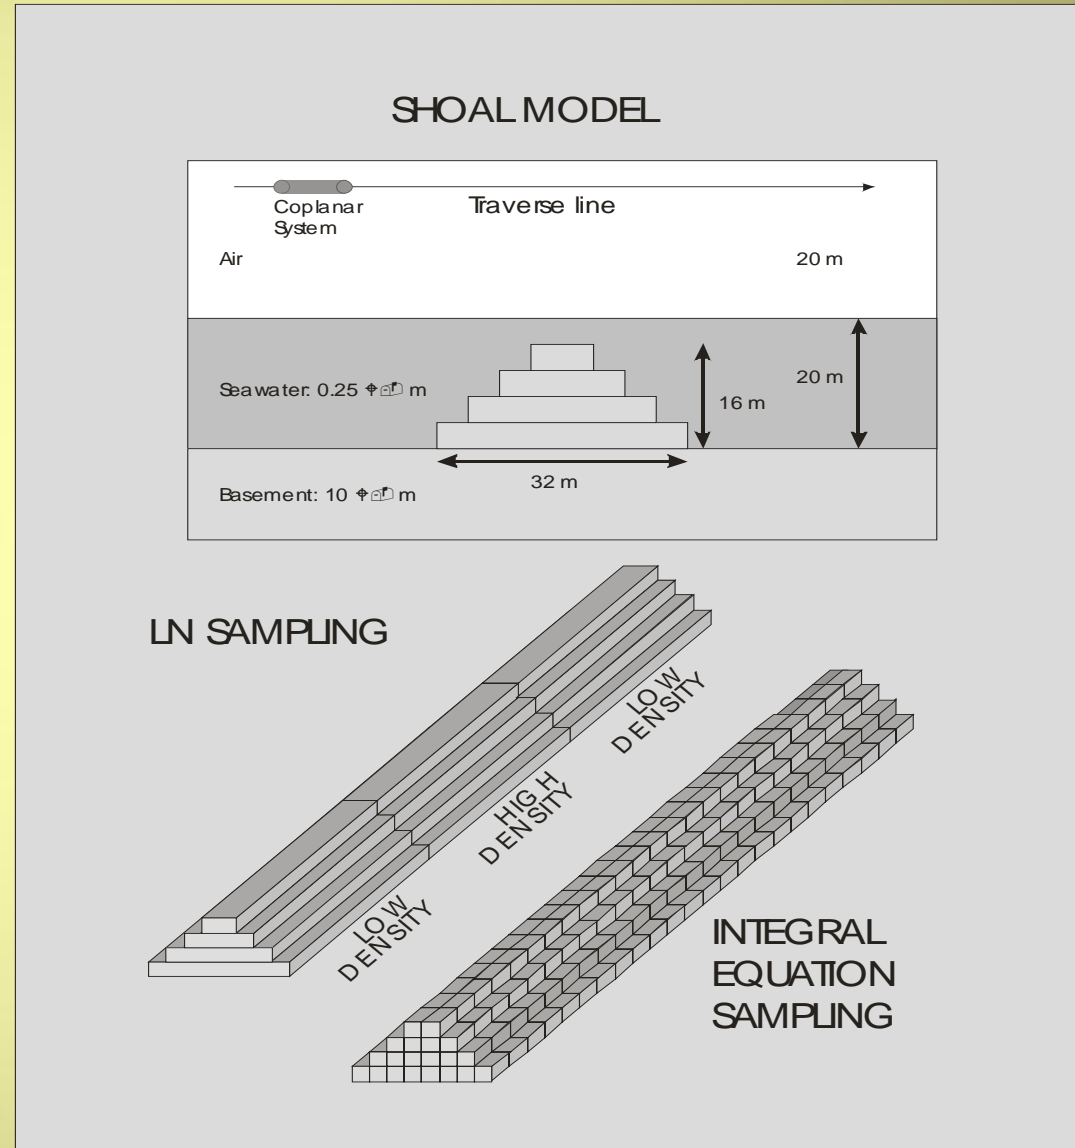 SHOAL MODEL
Coplanar
System
Traverse line
Air
20 m
Seawater: 0.25 ⌖✆ m
20 m
16 m
32 m
Basement: 10 ⌖✆ m
LN SAMPLING
LOW
DENSITY
HIGH
DENSITY
LOW
DENSITY
INTEGRAL
EQUATION
SAMPLING